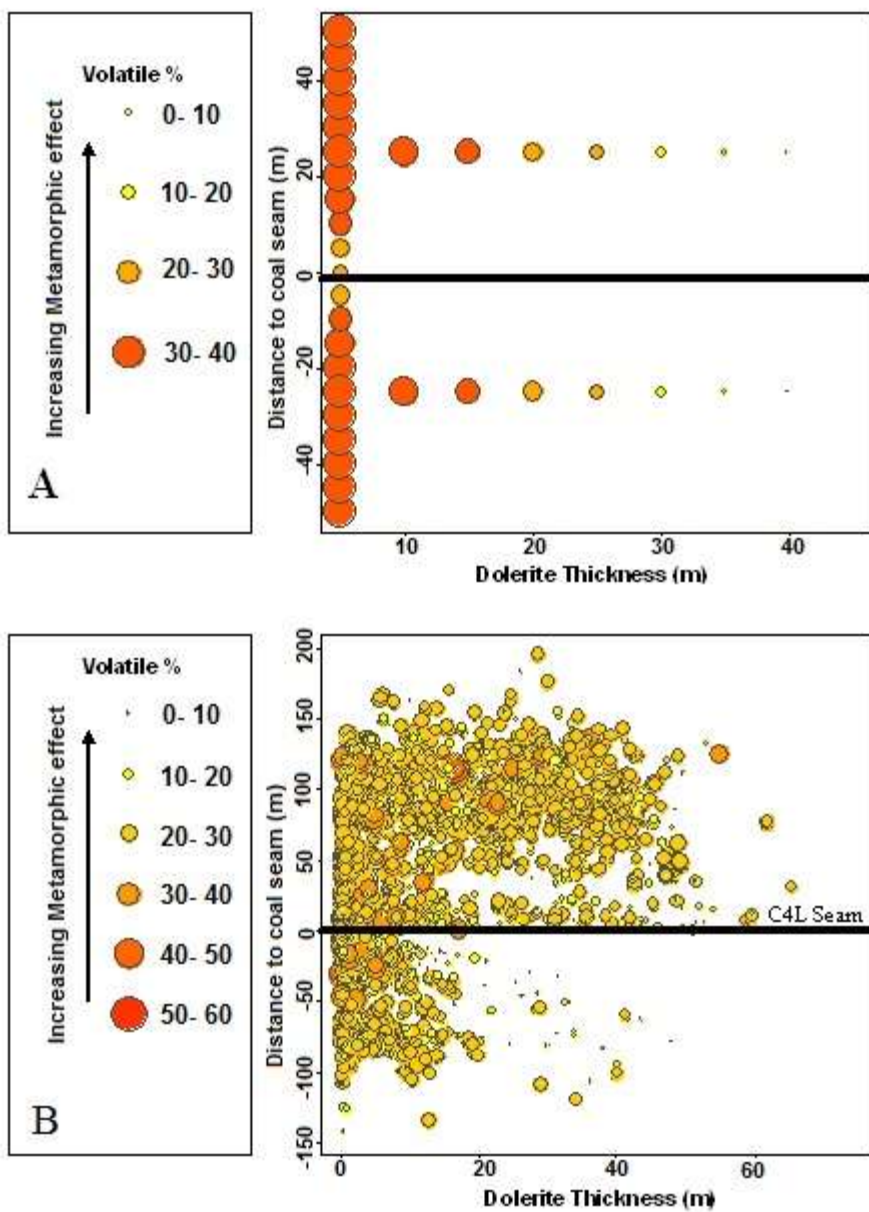 Volatile %
0- 10
10- 20
20- 30
30- 40
Increasing Metamorphic effect
A
Distance to coal seam (m)
40
20
0
-20
-40
10 20 30 40
Dolerite Thickness (m)
Volatile %
0- 10
10- 20
20- 30
30- 40
40- 50
50- 60
Increasing Metamorphic effect
B
Distance to coal seam (m)
200
150
100
50
0
-50
-100
-150
C4L Seam
0 20 40 60
Dolerite Thickness (m)